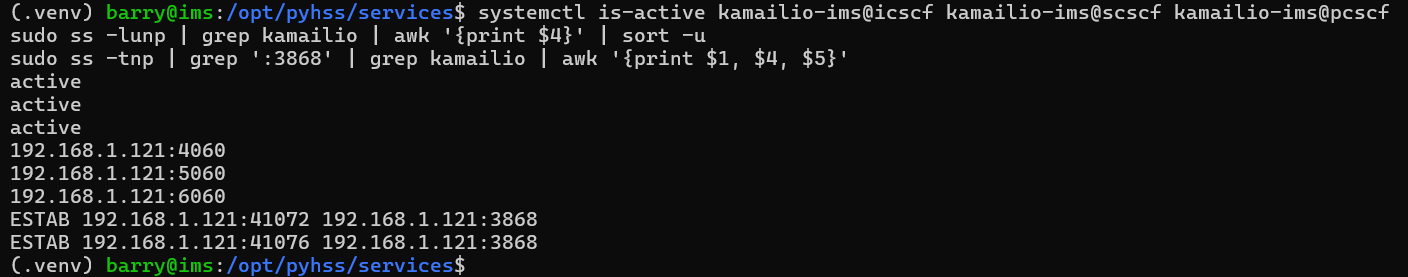 (.venv) barry@ims:/opt/pyhss/services$ systemctl is-active kamailio-ims@icscf kamailio-ims@scscf kamailio-ims@pcscf
sudo ss -lunp | grep kamailio | awk '{print $4}' | sort -u
sudo ss -tnp | grep ':3868' | grep kamailio | awk '{print $1, $4, $5}'
active
active
active
192.168.1.121:4060
192.168.1.121:5060
192.168.1.121:6060
ESTAB 192.168.1.121:41072 192.168.1.121:3868
ESTAB 192.168.1.121:41076 192.168.1.121:3868
(.venv) barry@ims:/opt/pyhss/services$